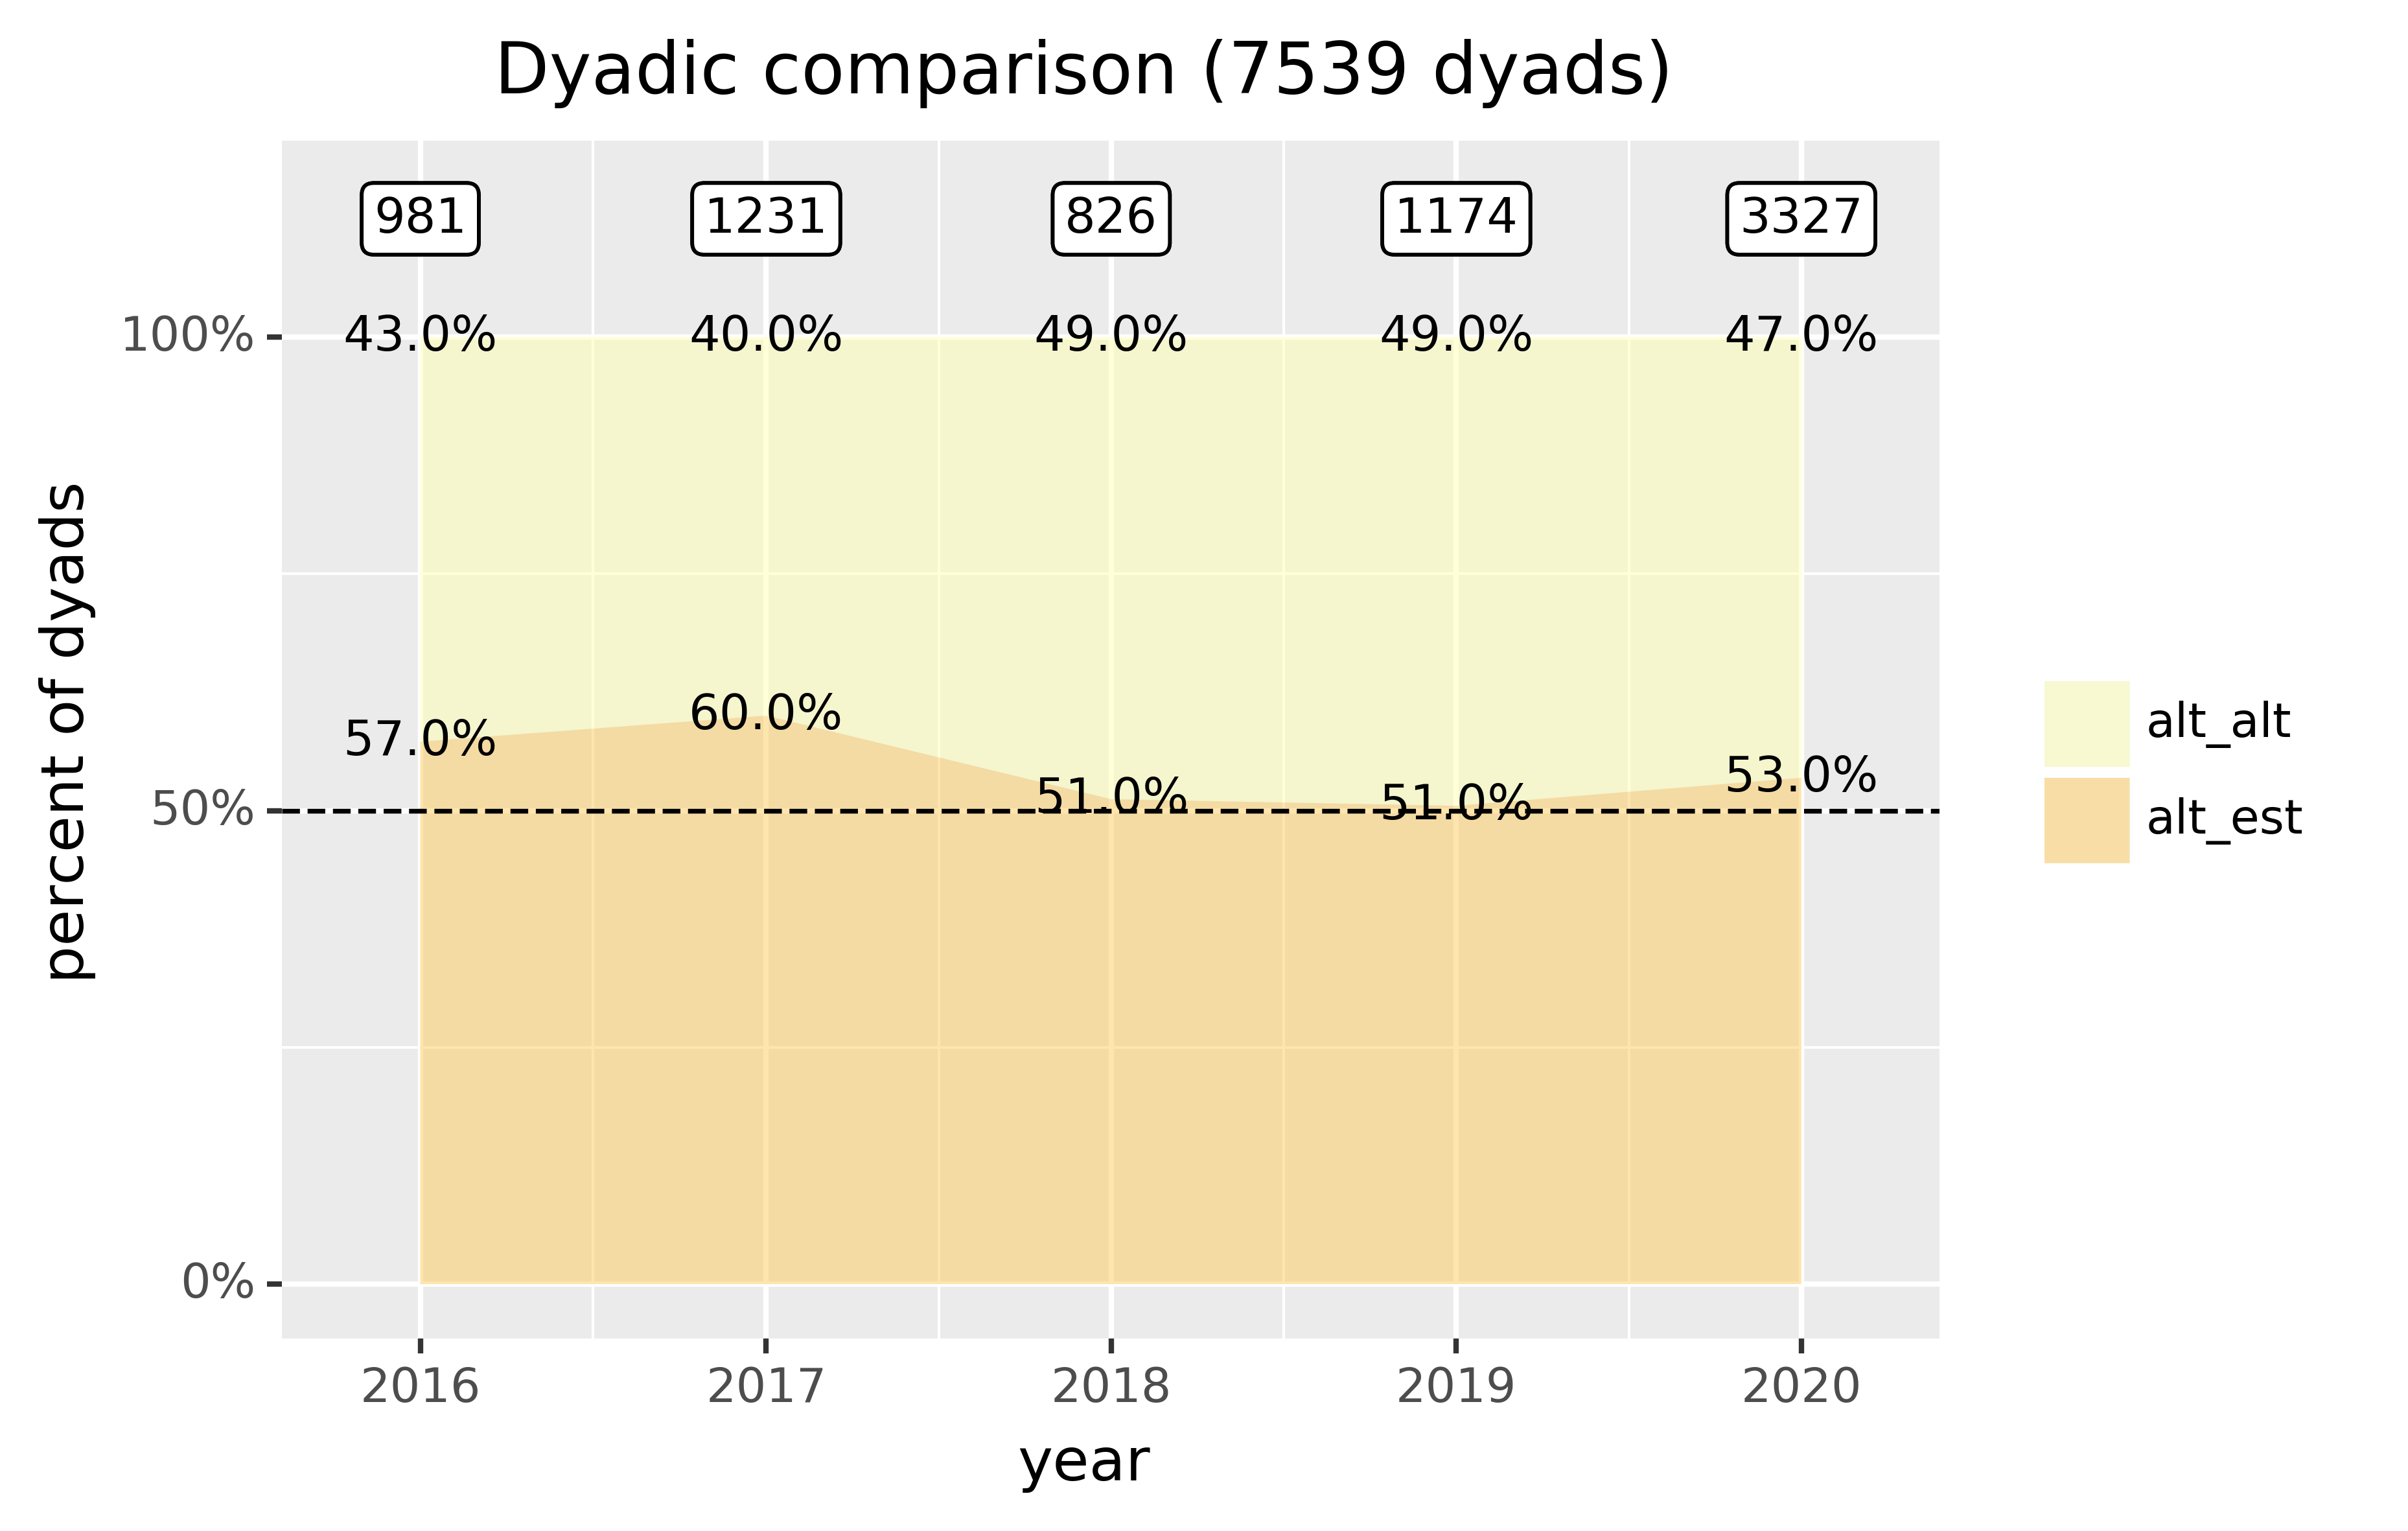 Dyadic comparison (7539 dyads)
981 1231 826 1174 3327
100% 43.0% 40.0% 49.0% 49.0% 47.0%
percent of dyads
57.0% 60.0% 51.0% 51.0% 53.0%
50%
0%
2016 2017 2018 2019 2020
year
alt_alt
alt_est